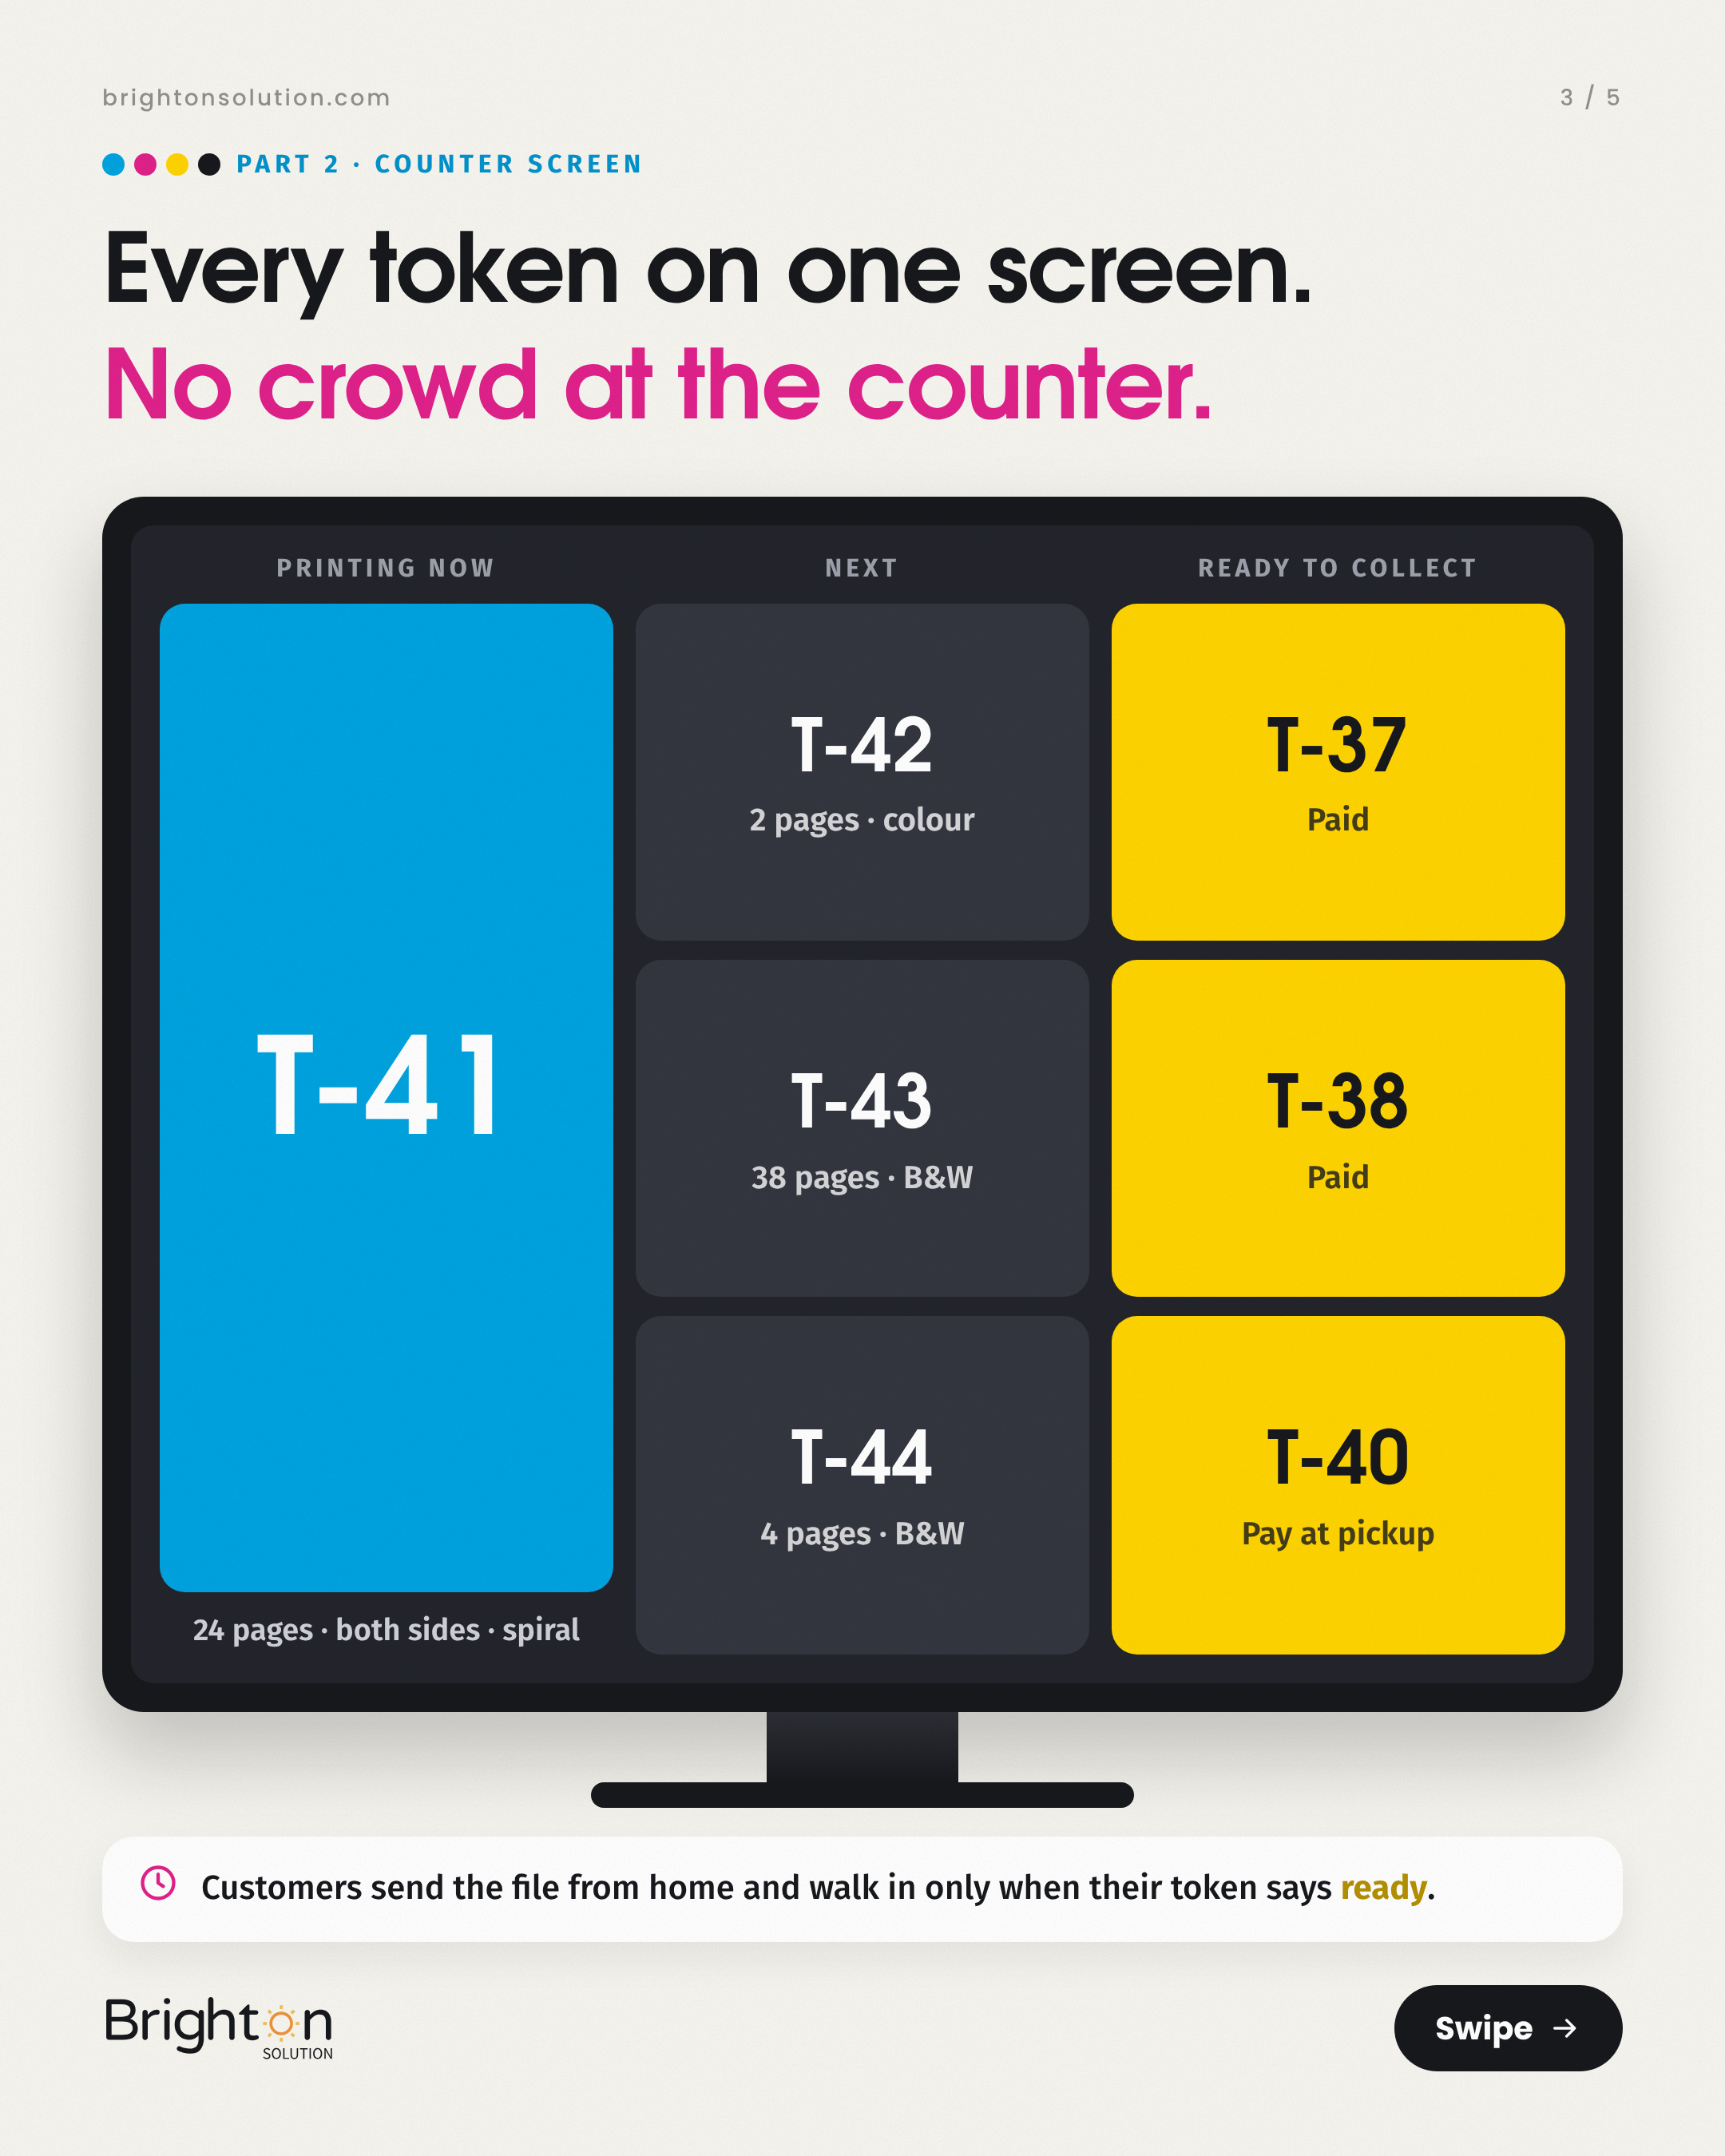 brightonsolution.com
3 / 5
PART 2 · COUNTER SCREEN
Every token on one screen.
No crowd at the counter.
PRINTING NOW
T-41
24 pages · both sides · spiral
NEXT
T-42
2 pages · colour
T-43
38 pages · B&W
T-44
4 pages · B&W
READY TO COLLECT
T-37
Paid
T-38
Paid
T-40
Pay at pickup
Customers send the file from home and walk in only when their token says ready.
Brighton
SOLUTION
Swipe →